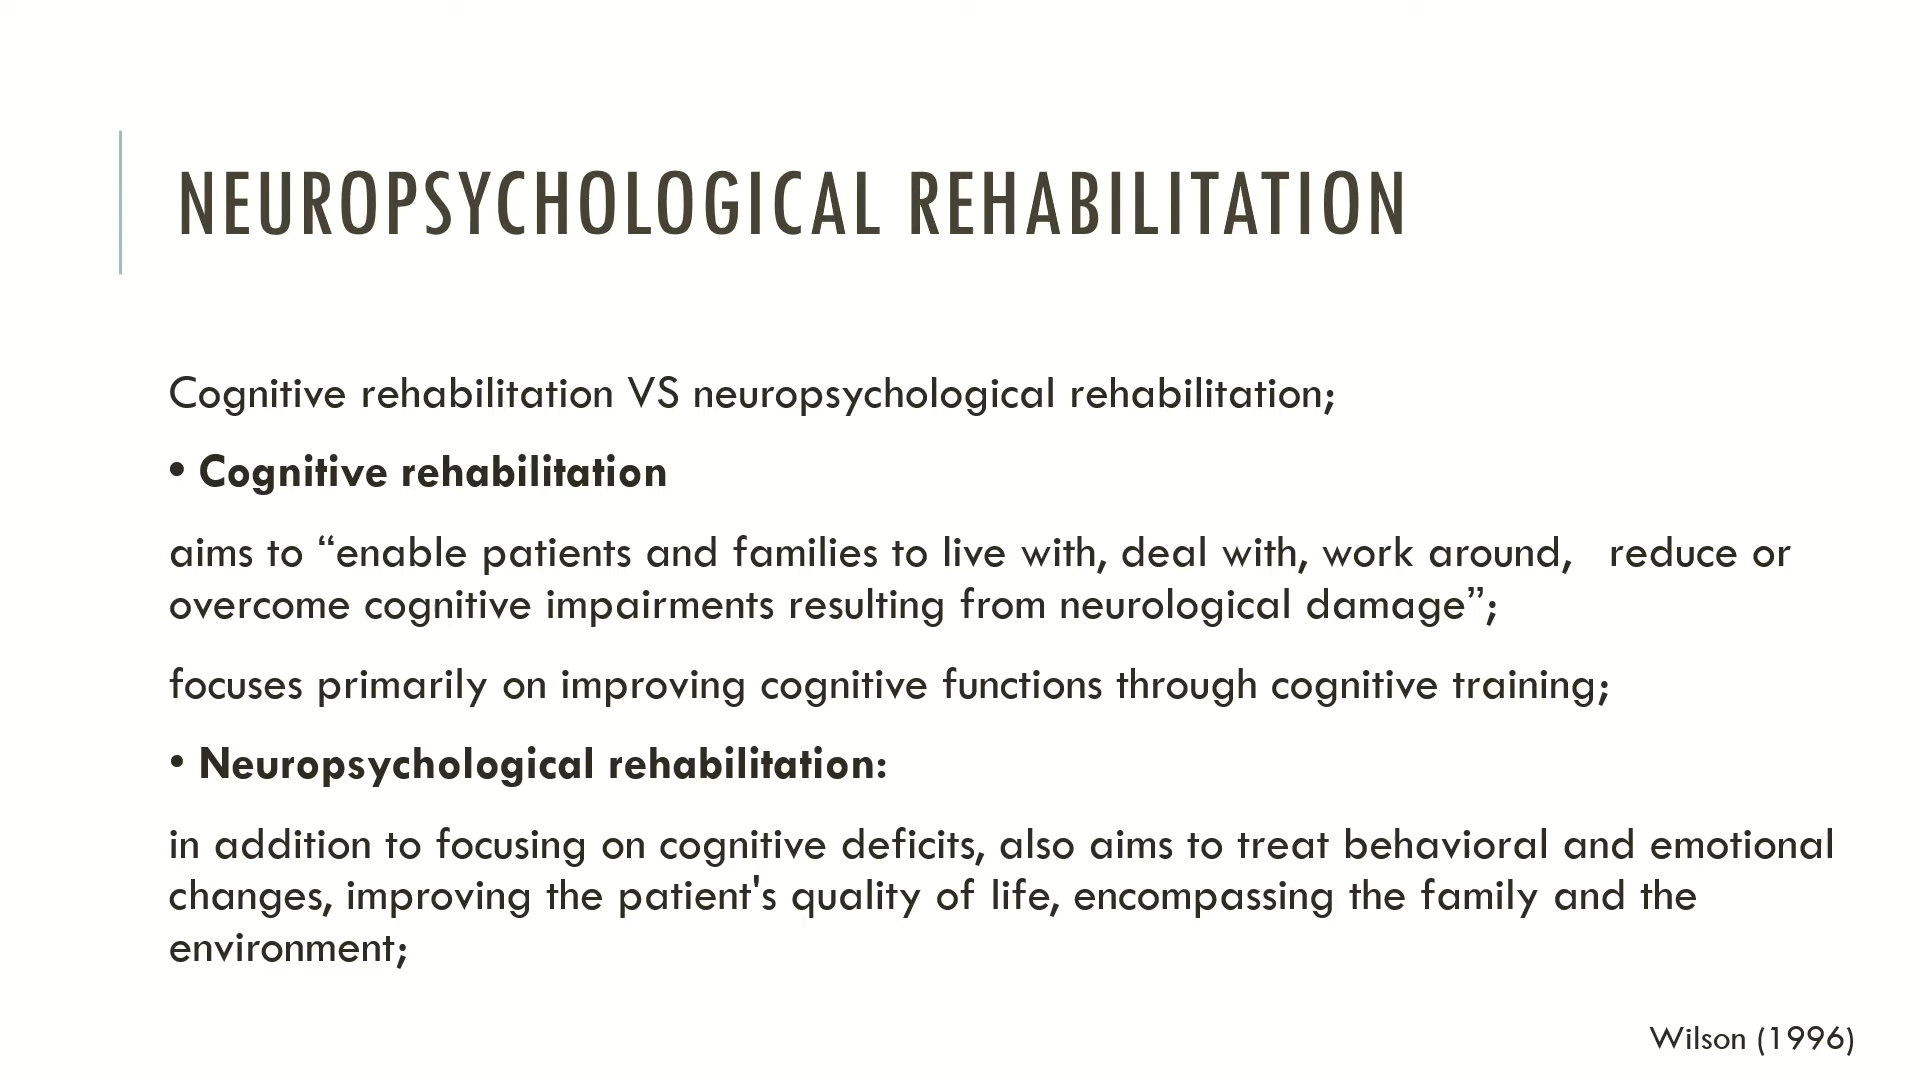 NEUROPSYCHOLOGICAL REHABILITATION
Cognitive rehabilitation VS neuropsychological rehabilitation;
• Cognitive rehabilitation
aims to “enable patients and families to live with, deal with, work around, reduce or
overcome cognitive impairments resulting from neurological damage”;
focuses primarily on improving cognitive functions through cognitive training;
• Neuropsychological rehabilitation:
in addition to focusing on cognitive deficits, also aims to treat behavioral and emotional
changes, improving the patient's quality of life, encompassing the family and the
environment;
Wilson (1996)